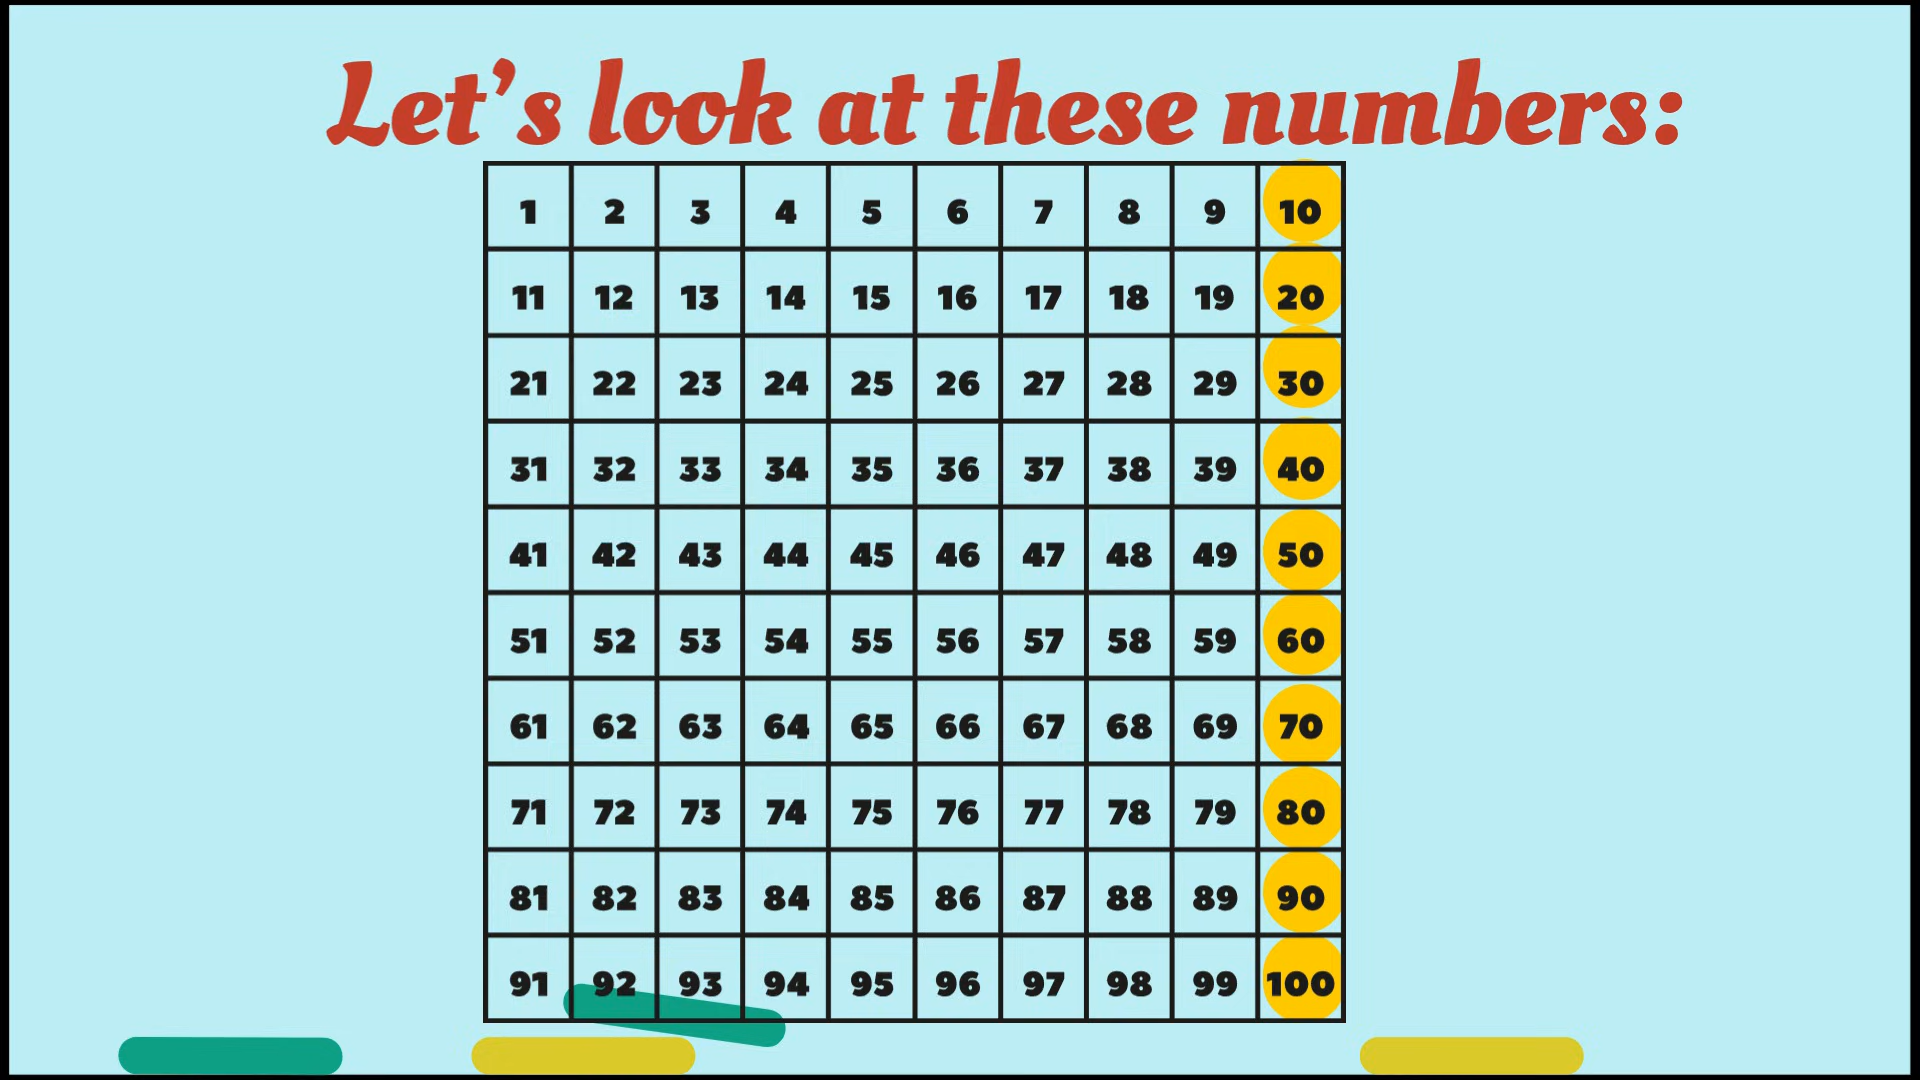 Let's look at these numbers:
1 2 3 4 5 6 7 8 9 10
11 12 13 14 15 16 17 18 19 20
21 22 23 24 25 26 27 28 29 30
31 32 33 34 35 36 37 38 39 40
41 42 43 44 45 46 47 48 49 50
51 52 53 54 55 56 57 58 59 60
61 62 63 64 65 66 67 68 69 70
71 72 73 74 75 76 77 78 79 80
81 82 83 84 85 86 87 88 89 90
91 92 93 94 95 96 97 98 99 100